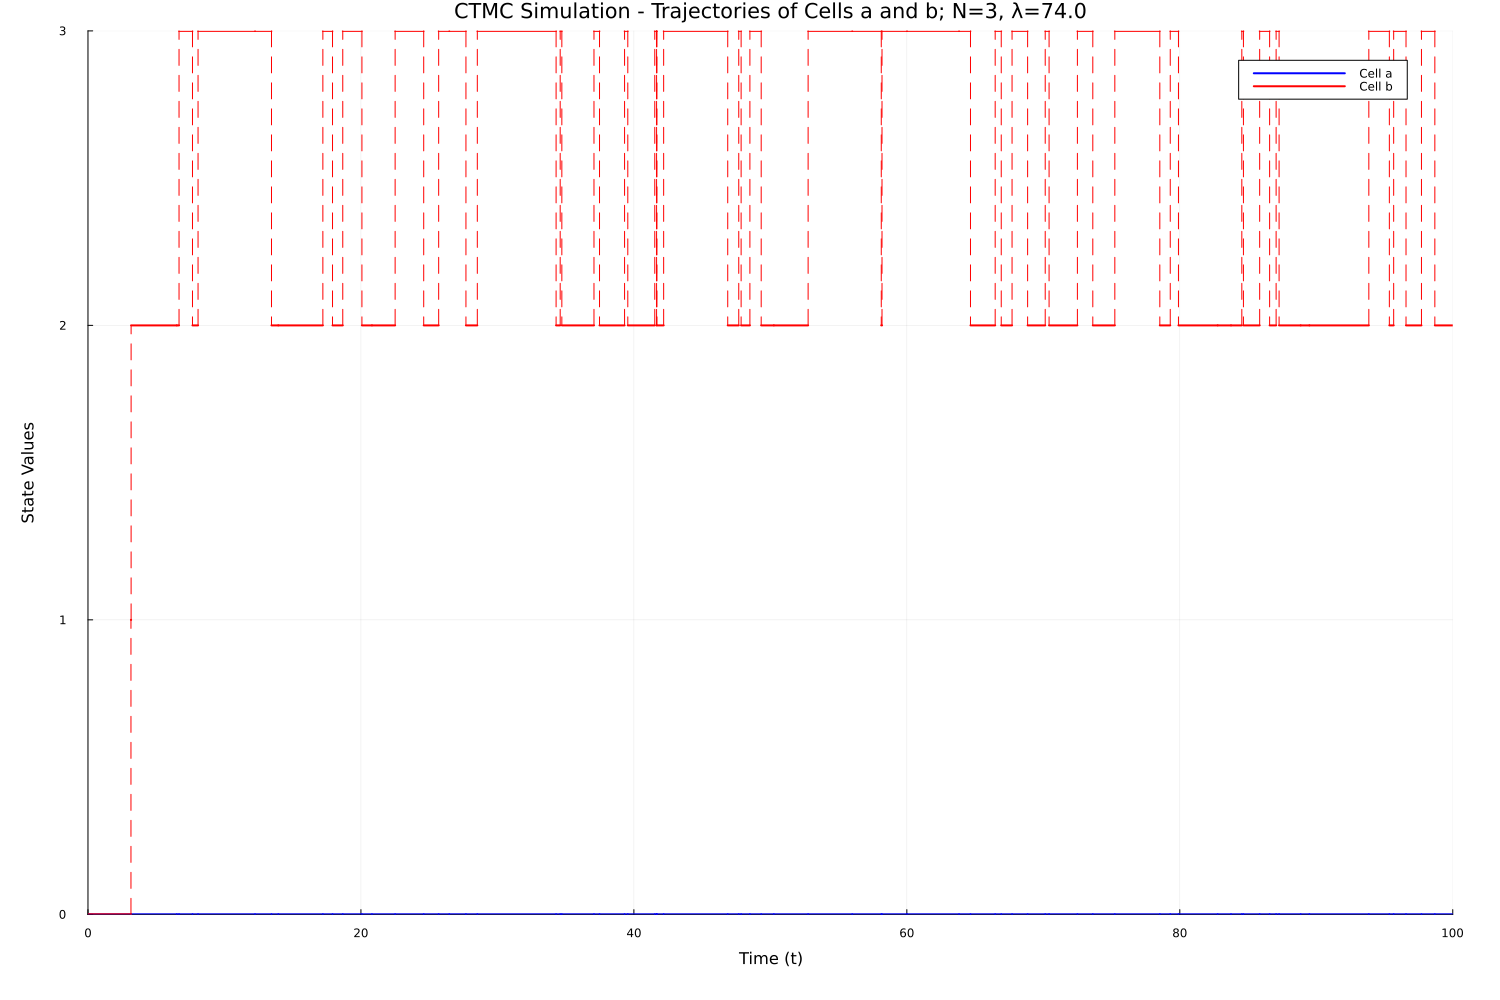 CTMC Simulation - Trajectories of Cells a and b; N=3, λ=74.0
3
Cell a
Cell b
2
State Values
1
0
0 20 40 60 80 100
Time (t)